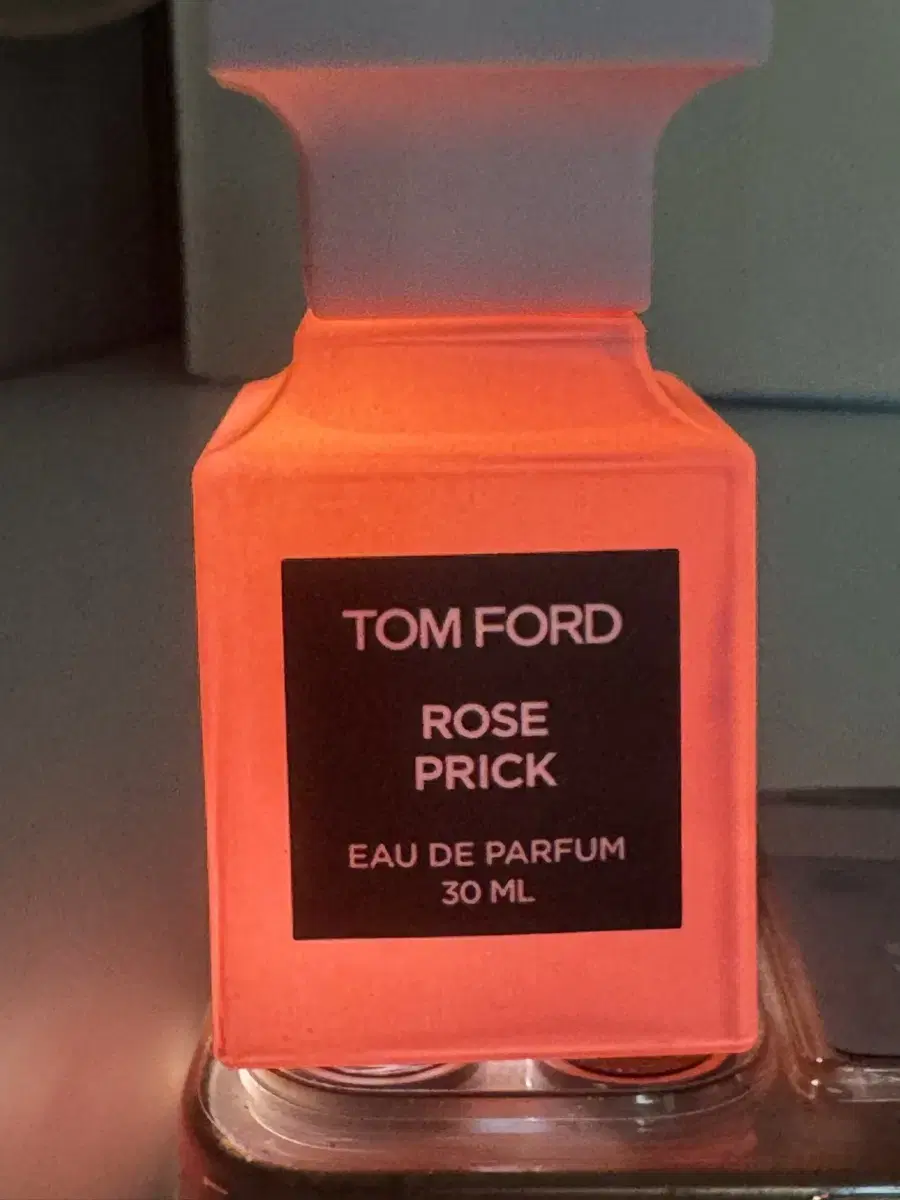 TOM FORD
ROSE
PRICK
EAU DE PARFUM
30 ML